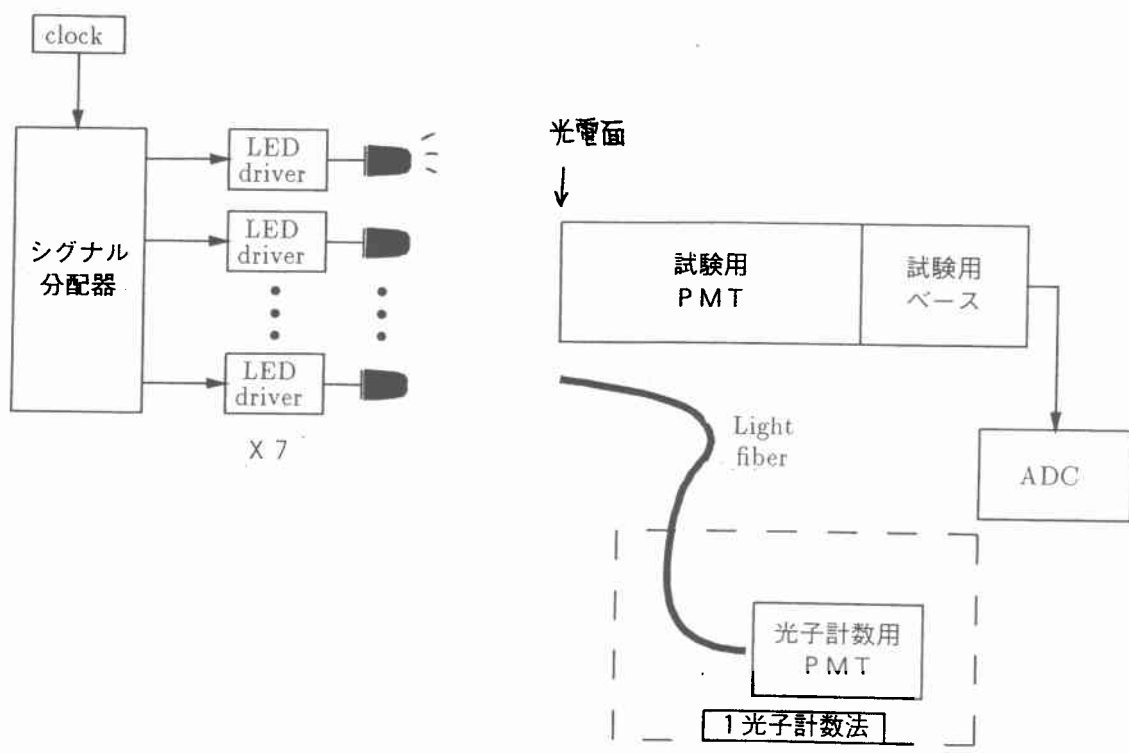 clock
シグナル
分配器
LED
driver
LED
driver
LED
driver
X 7
光電面
試験用
PMT
試験用
ベース
ADC
Light
fiber
光子計数用
PMT
1光子計数法